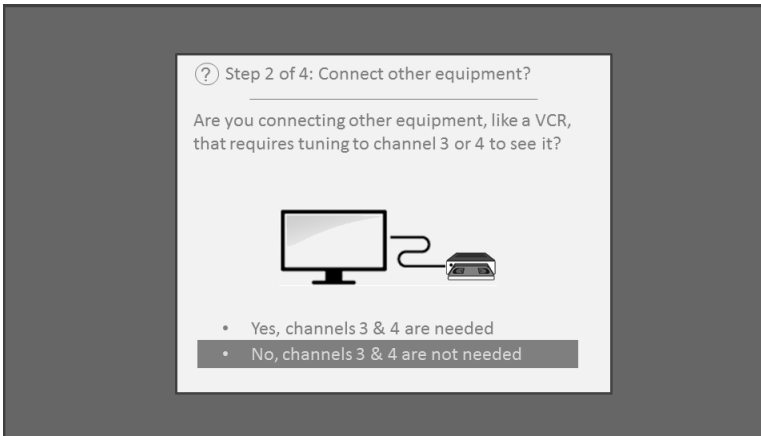 ? Step 2 of 4: Connect other equipment?
Are you connecting other equipment, like a VCR,
that requires tuning to channel 3 or 4 to see it?
• Yes, channels 3 & 4 are needed
• No, channels 3 & 4 are not needed